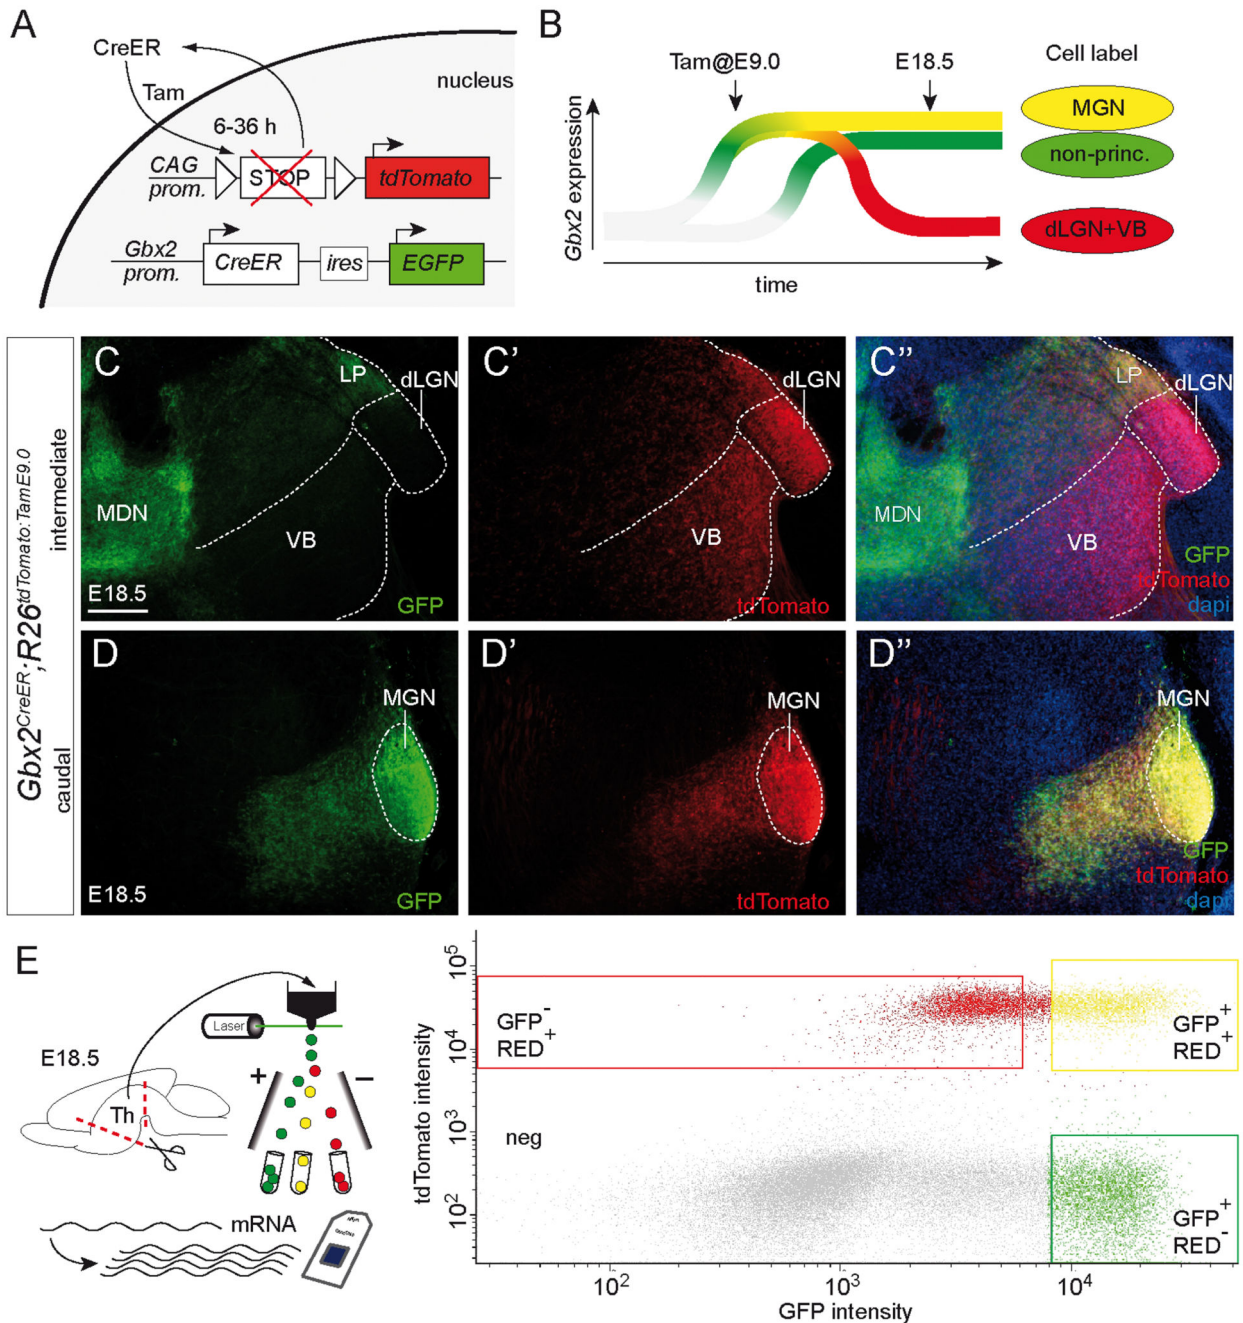 A
CreER
nucleus
Tam
6-36 h
CAG
prom.
STOP
tdTomato
Gbx2
prom.
CreER
ires
EGFP
B
Tam@E9.0
E18.5
Cell label
Gbx2 expression
MGN
non-princ.
dLGN+VB
time
Gbx2CreER;R26tdTomato:TamE9.0
intermediate
caudal
C
LP
dLGN
MDN
VB
E18.5
GFP
C'
dLGN
VB
tdTomato
C"
LP
dLGN
MDN
VB
GFP
tdTomato
dapi
D
MGN
E18.5
GFP
D'
MGN
tdTomato
D"
MGN
GFP
tdTomato
dapi
E
Laser
E18.5
Th
+
−
mRNA
tdTomato intensity
10^5
10^4
10^3
10^2
GFP-
RED+
GFP+
RED+
neg
GFP+
RED-
10^2
10^3
10^4
GFP intensity